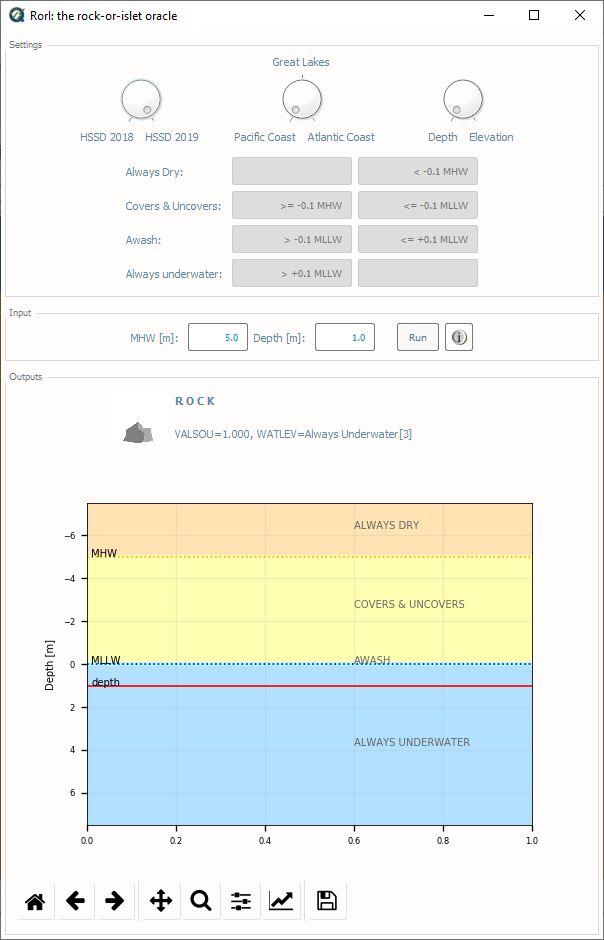 RorI: the rock-or-islet oracle
Settings
Great Lakes
HSSD 2018 HSSD 2019 Pacific Coast Atlantic Coast Depth Elevation
Always Dry: < -0.1 MHW
Covers & Uncovers: >= -0.1 MHW <= -0.1 MLLW
Awash: > -0.1 MLLW <= +0.1 MLLW
Always underwater: > +0.1 MLLW
Input
MHW [m]: 5.0 Depth [m]: 1.0 Run i
Outputs
ROCK
VALSOU=1.000, WATLEV=Always Underwater[3]
ALWAYS DRY
−6
MHW
−4
COVERS & UNCOVERS
−2
MLLW
AWASH
0
depth
2
ALWAYS UNDERWATER
4
6
Depth [m]
0.0 0.2 0.4 0.6 0.8 1.0